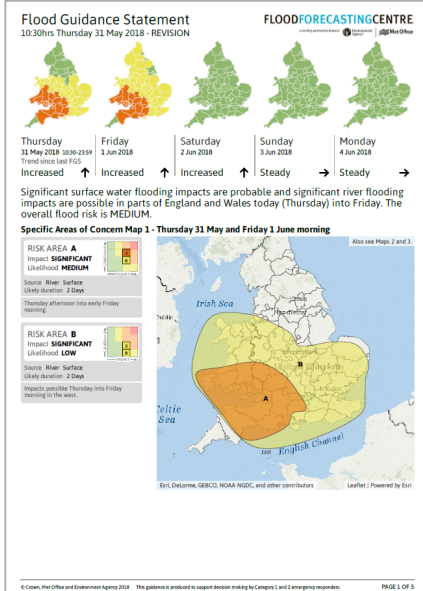 Flood Guidance Statement
10:30hrs Thursday 31 May 2018 - REVISION
FLOODFORECASTINGCENTRE
a working partnership between
Environment Agency
Met Office
Thursday
31 May 2018 10:30-23:59
Trend since last FGS
Increased
Friday
1 Jun 2018
Increased
Saturday
2 Jun 2018
Increased
Sunday
3 Jun 2018
Steady
Monday
4 Jun 2018
Steady
Significant surface water flooding impacts are probable and significant river flooding
impacts are possible in parts of England and Wales today (Thursday) into Friday. The
overall flood risk is MEDIUM.
Specific Areas of Concern Map 1 - Thursday 31 May and Friday 1 June morning
RISK AREA A
Impact SIGNIFICANT
Likelihood MEDIUM
Source River Surface
Likely duration 2 Days
Thursday afternoon into early Friday
morning.
RISK AREA B
Impact SIGNIFICANT
Likelihood LOW
Source River Surface
Likely duration 2 Days
Impacts possible Thursday into Friday
morning in the west.
Also see Maps 2 and 3.
Irish Sea
Manchester
B
A
Celtic
Sea
English Channel
Esri, DeLorme, GEBCO, NOAA NGDC, and other contributors
Leaflet | Powered by Esri
© Crown, Met Office and Environment Agency 2018 This guidance is produced to support decision making by Category 1 and 2 emergency responders.
PAGE 1 OF 5